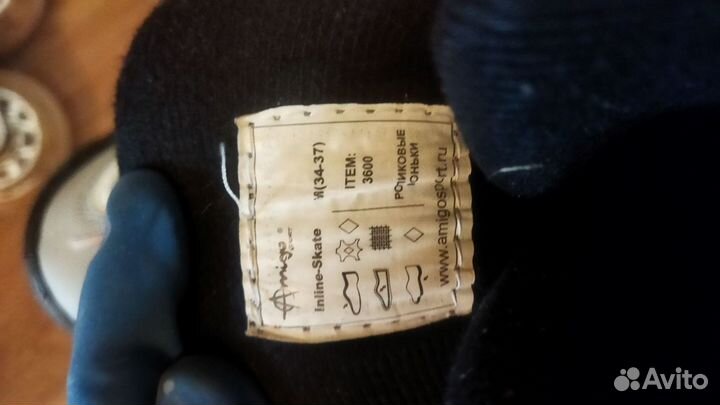 Amigo
Inline-Skate
M(34-37)
ITEM:
3600
РОЛИКОВЫЕ
КОНЬКИ
www.amigosport.ru
Avito